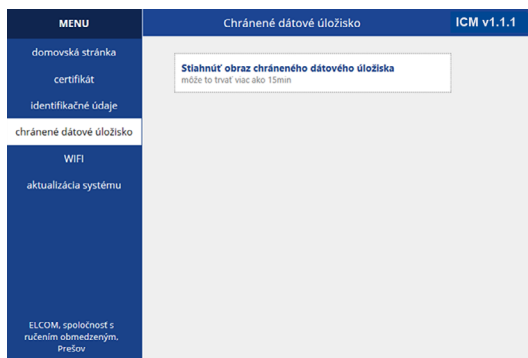 MENU
Chránené dátové úložisko
ICM v1.1.1
domovská stránka
certifikát
identifikačné údaje
chránené dátové úložisko
WIFI
aktualizácia systému
Stiahnúť obraz chráneného dátového úložiska
môže to trvať viac ako 15min
ELCOM, spoločnosť s
ručením obmedzeným,
Prešov